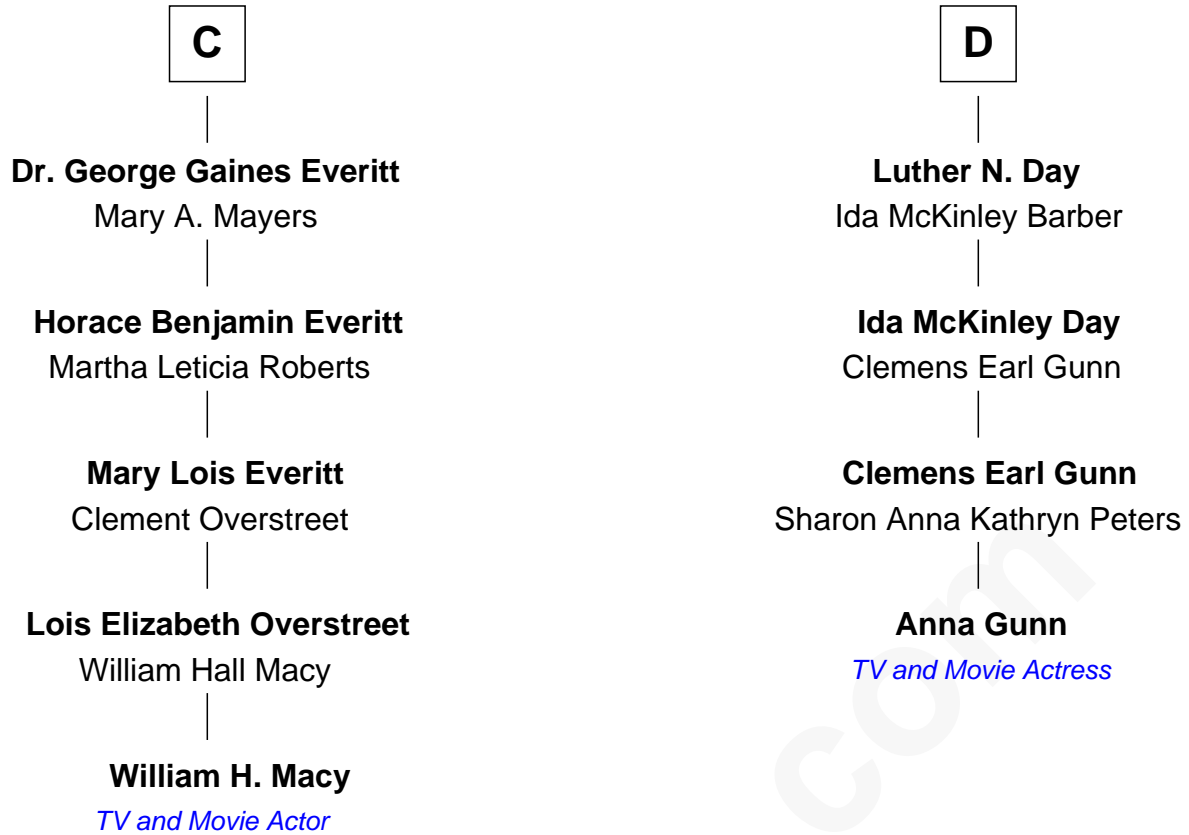 C
Dr. George Gaines Everitt
Mary A. Mayers
Horace Benjamin Everitt
Martha Leticia Roberts
Mary Lois Everitt
Clement Overstreet
Lois Elizabeth Overstreet
William Hall Macy
William H. Macy
TV and Movie Actor
D
Luther N. Day
Ida McKinley Barber
Ida McKinley Day
Clemens Earl Gunn
Clemens Earl Gunn
Sharon Anna Kathryn Peters
Anna Gunn
TV and Movie Actress
com